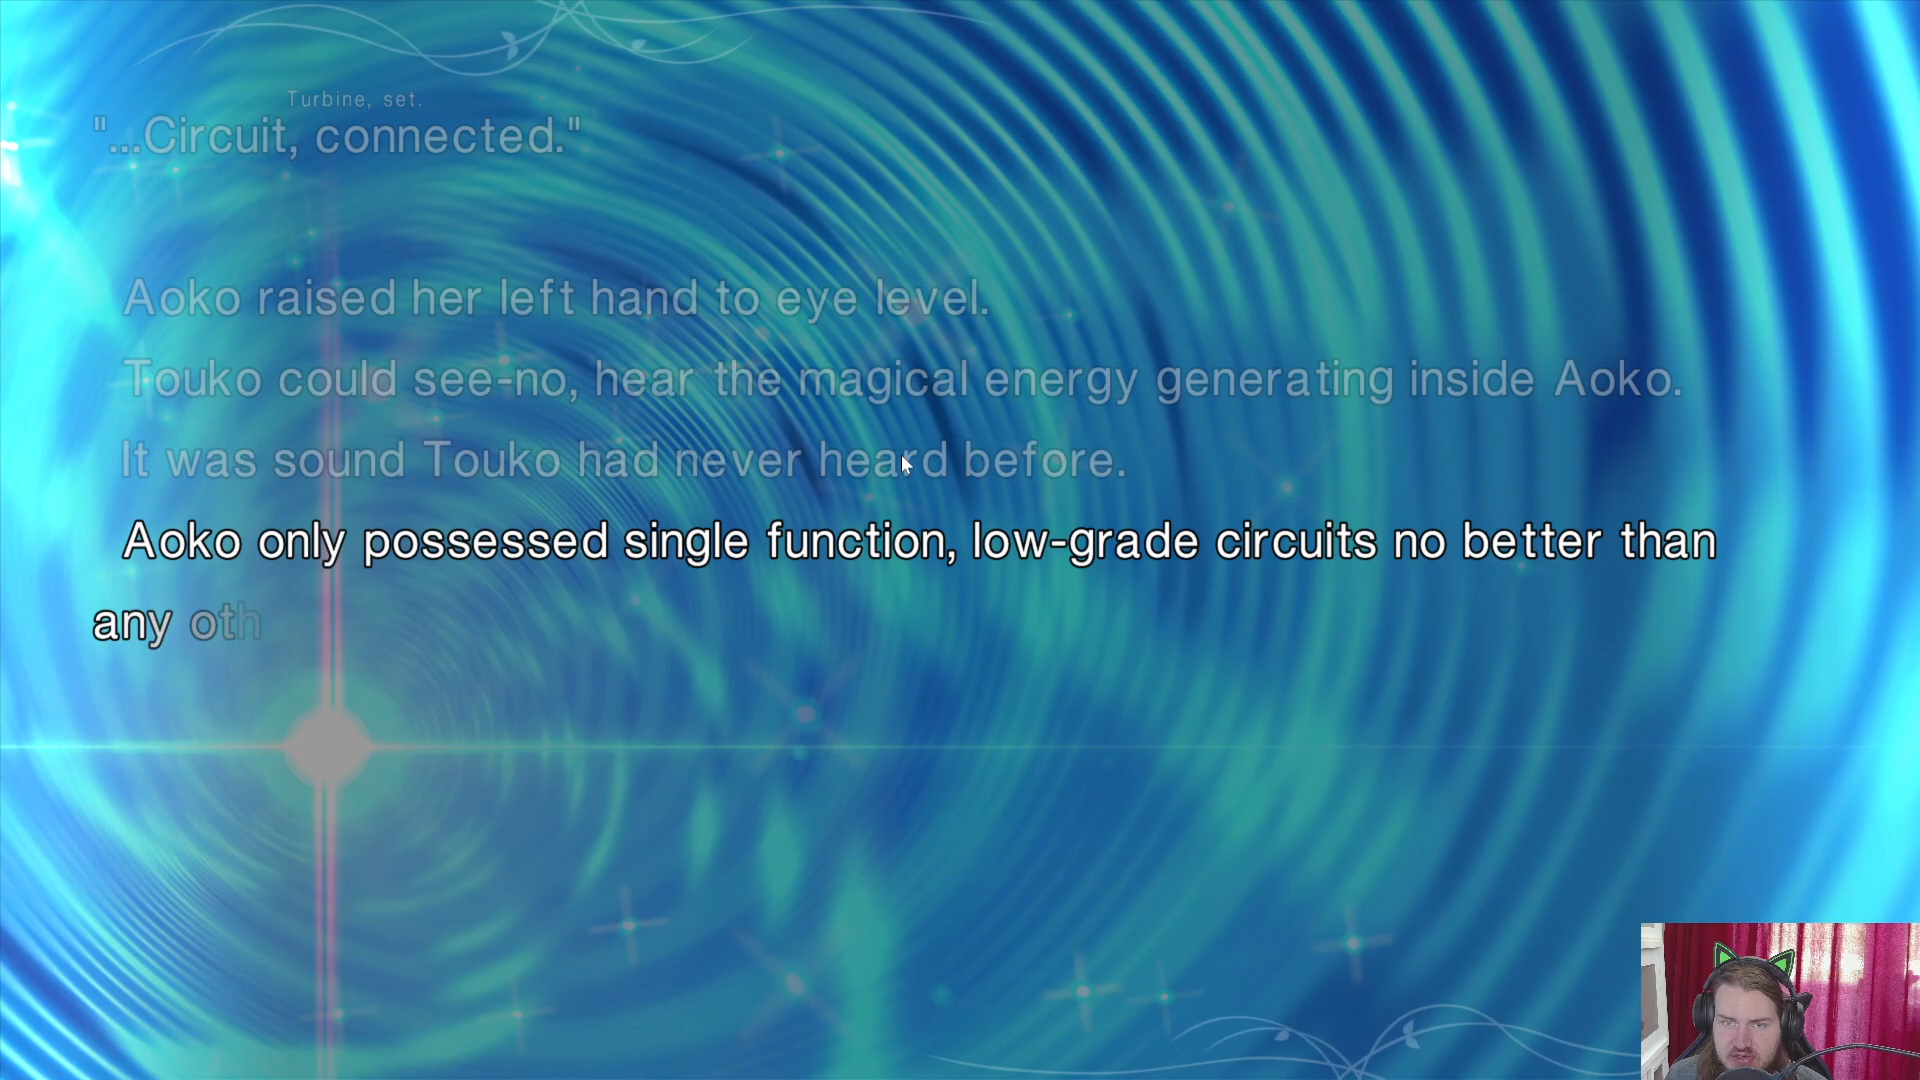 Turbine, set.
"...Circuit, connected."
Aoko raised her left hand to eye level.
Touko could see-no, hear the magical energy generating inside Aoko.
It was sound Touko had never heard before.
Aoko only possessed single function, low-grade circuits no better than
any oth